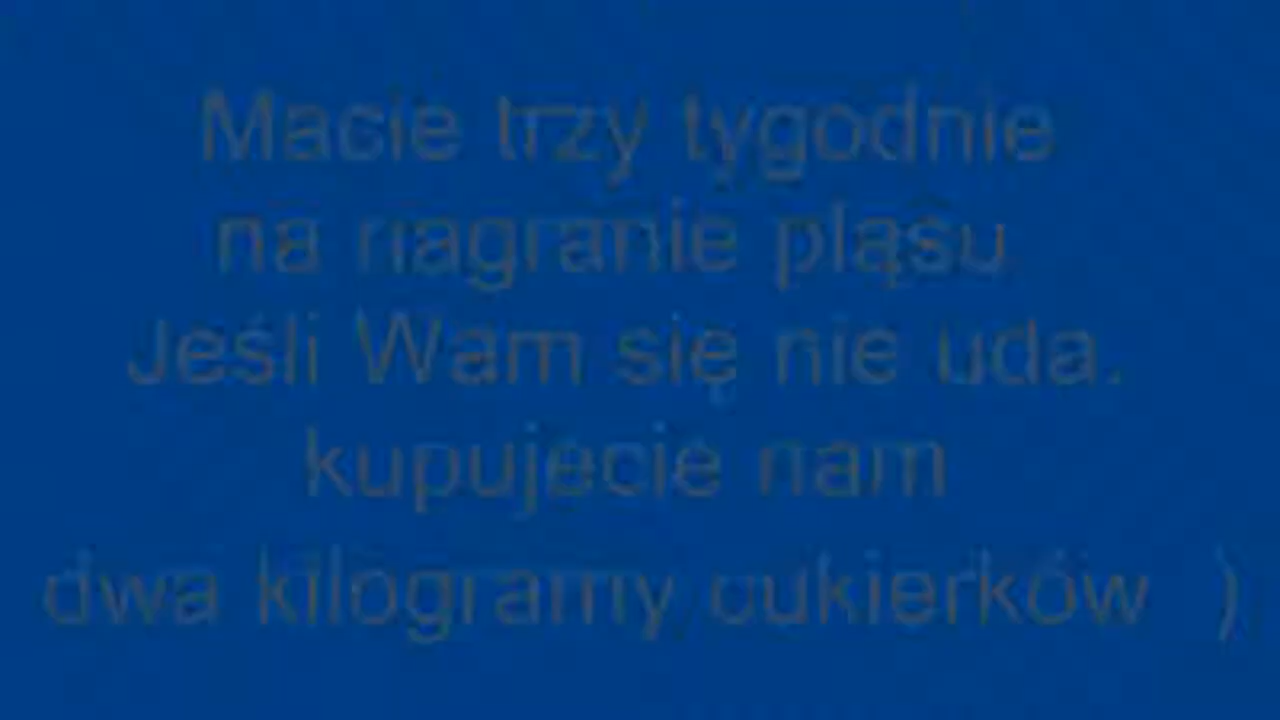 Macie trzy tygodnie
na nagranie pląsu
Jeśli Wam się nie uda.
kupujecie nam
dwa kilogramy cukierków )